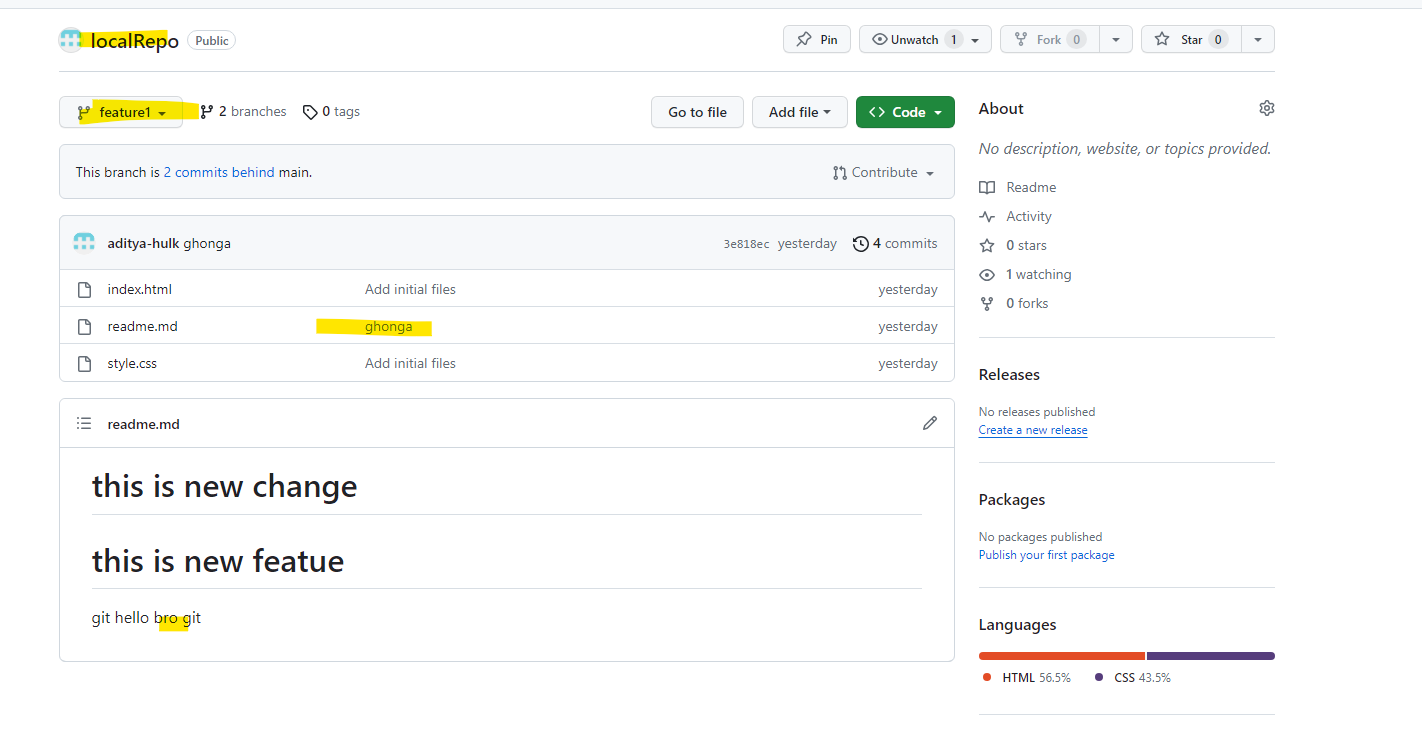 localRepo Public Pin Unwatch 1 Fork 0 Star 0
feature1 2 branches 0 tags Go to file Add file <> Code
This branch is 2 commits behind main. Contribute
aditya-hulk ghonga 3e818ec yesterday 4 commits
index.html Add initial files yesterday
readme.md ghonga yesterday
style.css Add initial files yesterday
readme.md
this is new change
this is new featue
git hello bro git
About
No description, website, or topics provided.
Readme
Activity
0 stars
1 watching
0 forks
Releases
No releases published
Create a new release
Packages
No packages published
Publish your first package
Languages
HTML 56.5% CSS 43.5%